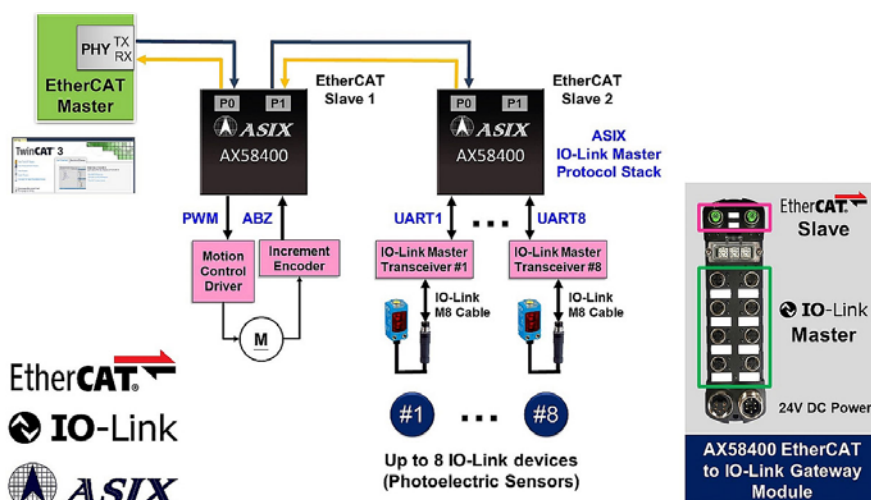 PHY TX
RX
EtherCAT
Master
TwinCAT 3
EtherCAT
Slave 1
P0 P1
ASIX
AX58400
EtherCAT
Slave 2
P0 P1
ASIX
AX58400
ASIX
IO-Link Master
Protocol Stack
PWM ABZ
UART1 ... UART8
Motion
Control
Driver
Increment
Encoder
M
IO-Link Master
Transceiver #1
IO-Link Master
Transceiver #8
IO-Link
M8 Cable
IO-Link
M8 Cable
#1 ... #8
Up to 8 IO-Link devices
(Photoelectric Sensors)
EtherCAT®
IO-Link
ASIX
EtherCAT®
Slave
IO-Link
Master
24V DC Power
AX58400 EtherCAT
to IO-Link Gateway
Module